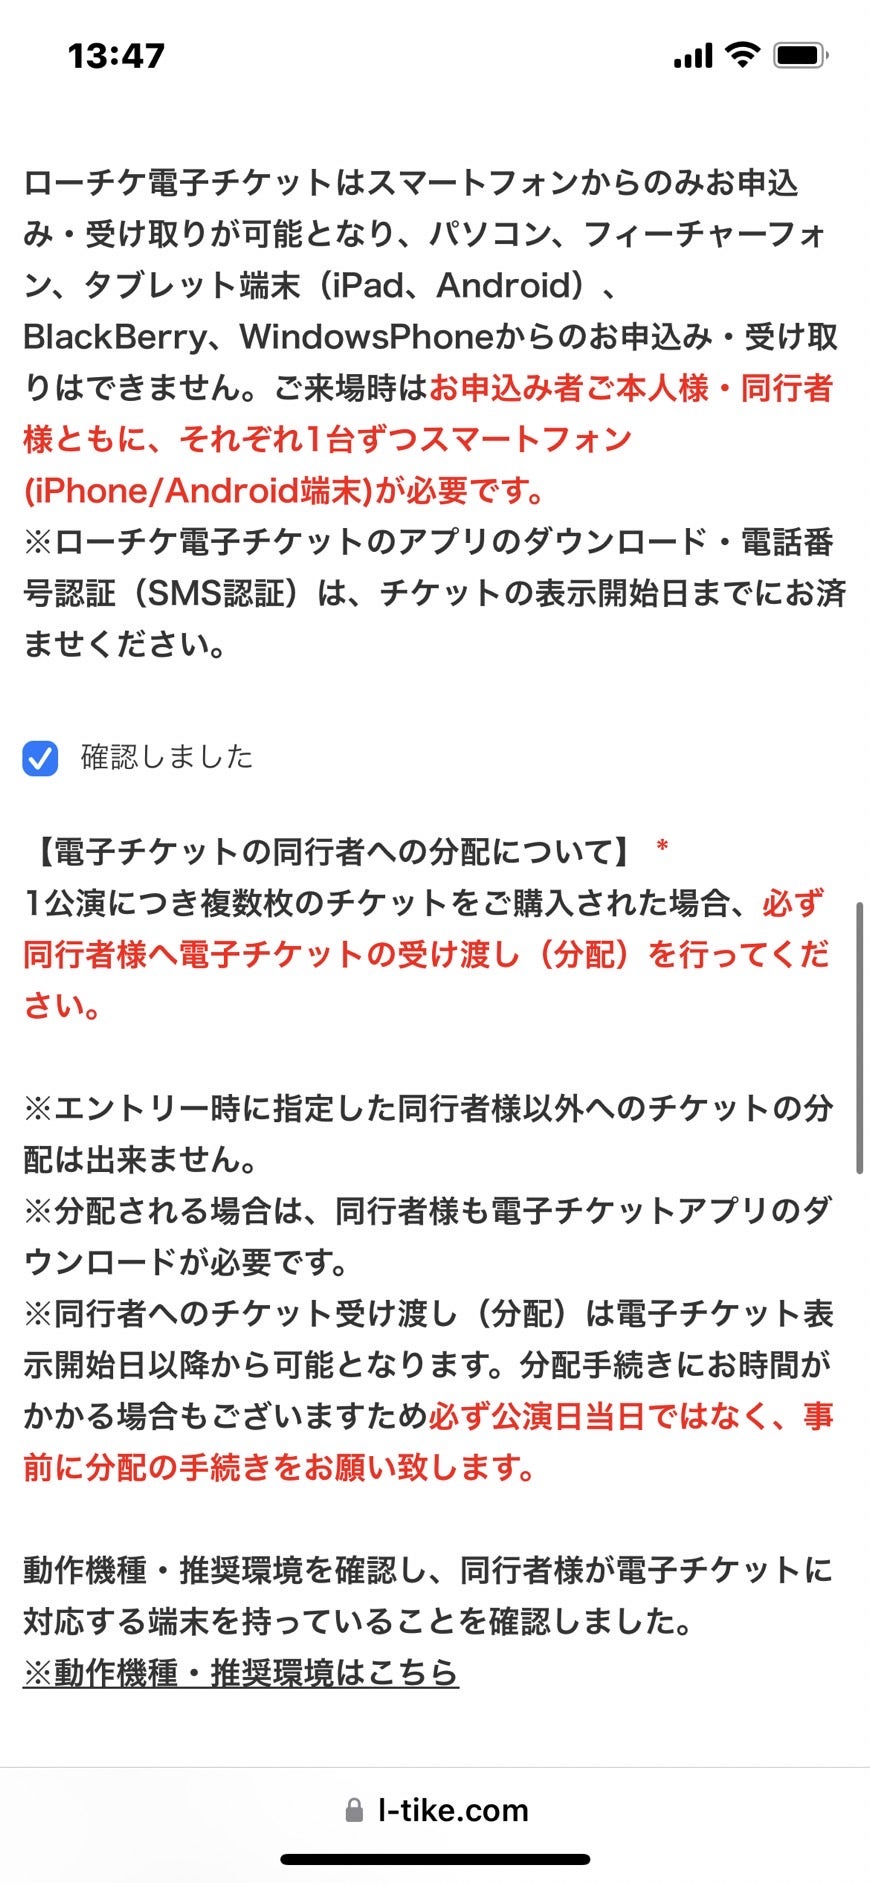 13:47
ローチケ電子チケットはスマートフォンからのみお申込
み・受け取りが可能となり、パソコン、フィーチャーフォ
ン、タブレット端末（iPad、Android）、
BlackBerry、WindowsPhoneからのお申込み・受け取
りはできません。ご来場時はお申込み者ご本人様・同行者
様ともに、それぞれ1台ずつスマートフォン
(iPhone/Android端末)が必要です。
※ローチケ電子チケットのアプリのダウンロード・電話番
号認証（SMS認証）は、チケットの表示開始日までにお済
ませください。
確認しました
【電子チケットの同行者への分配について】 *
1公演につき複数枚のチケットをご購入された場合、必ず
同行者様へ電子チケットの受け渡し（分配）を行ってくだ
さい。
※エントリー時に指定した同行者様以外へのチケットの分
配は出来ません。
※分配される場合は、同行者様も電子チケットアプリのダ
ウンロードが必要です。
※同行者へのチケット受け渡し（分配）は電子チケット表
示開始日以降から可能となります。分配手続きにお時間が
かかる場合もございますため必ず公演日当日ではなく、事
前に分配の手続きをお願い致します。
動作機種・推奨環境を確認し、同行者様が電子チケットに
対応する端末を持っていることを確認しました。
※動作機種・推奨環境はこちら
l-tike.com